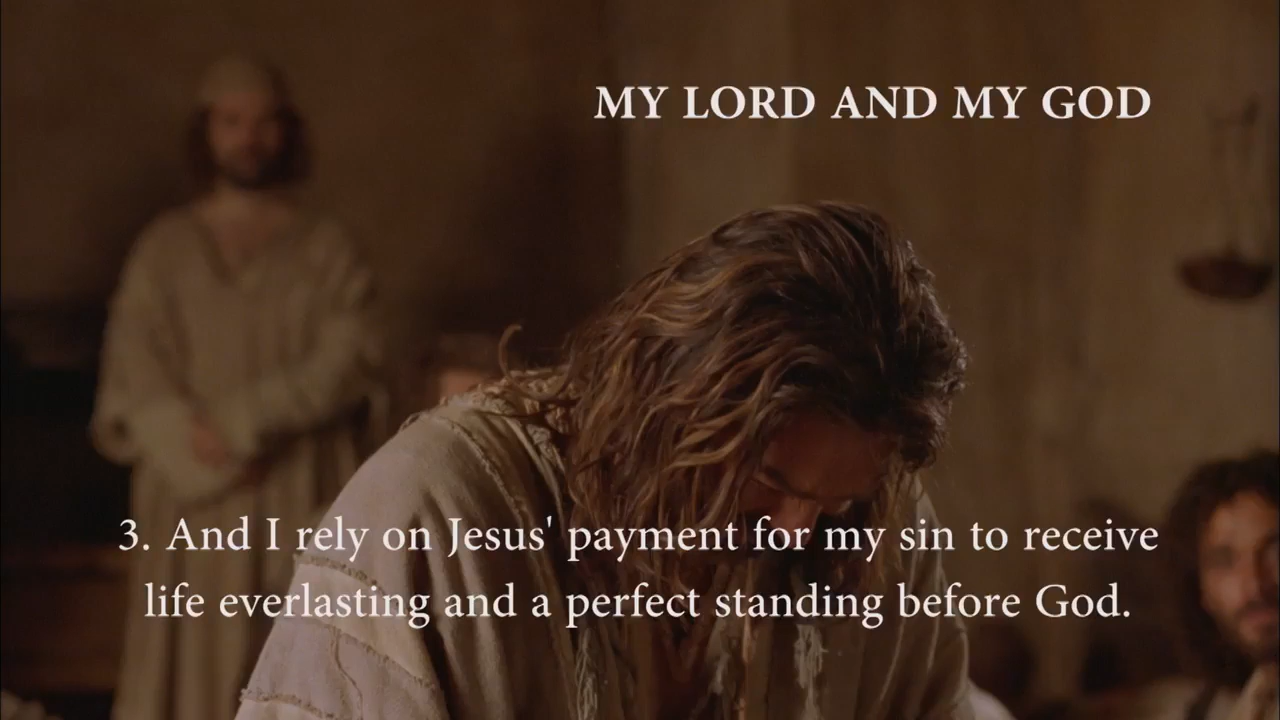 MY LORD AND MY GOD
3. And I rely on Jesus' payment for my sin to receive
life everlasting and a perfect standing before God.